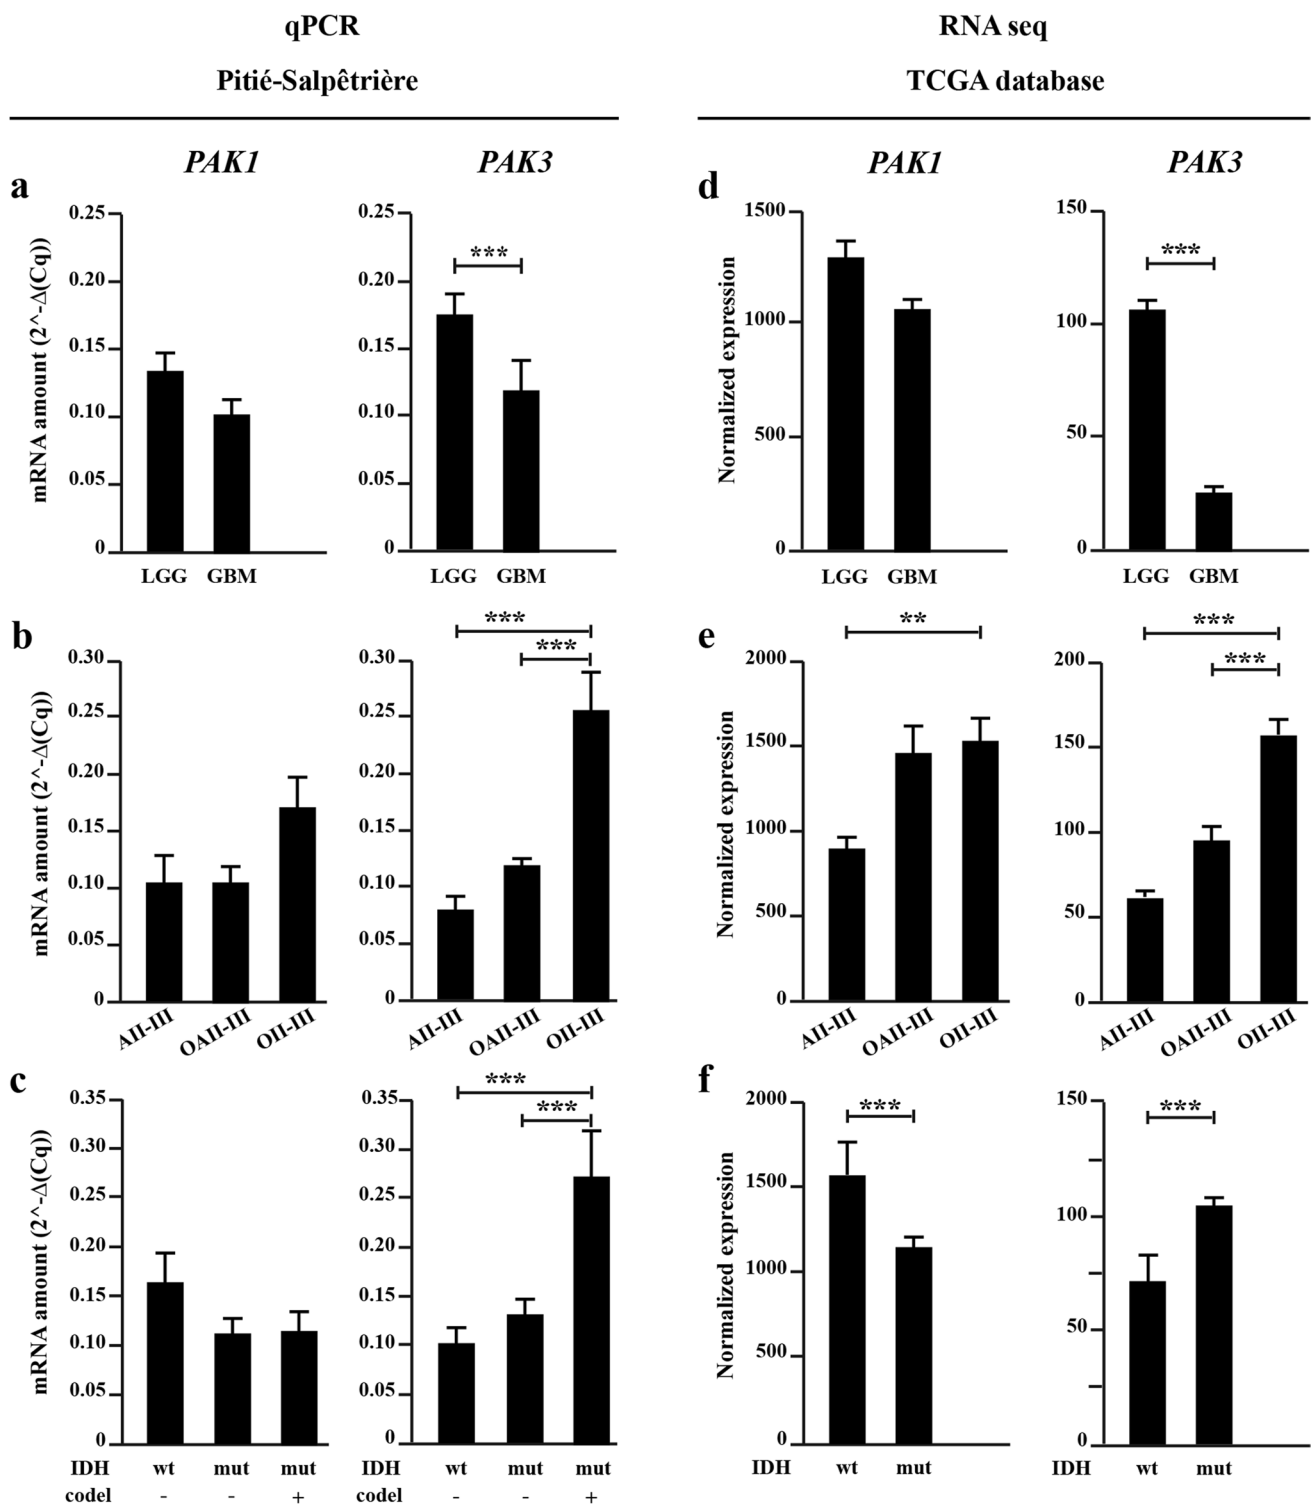 qPCR
Pitié-Salpêtrière
RNA seq
TCGA database
a
PAK1
mRNA amount (2^-Δ(Cq))
0.25
0.20
0.15
0.10
0.05
0
LGG GBM
PAK3
0.25
0.20
0.15
0.10
0.05
0
***
LGG GBM
d
PAK1
Normalized expression
1500
1000
500
0
LGG GBM
PAK3
150
100
50
0
***
LGG GBM
b
mRNA amount (2^-Δ(Cq))
0.30
0.25
0.20
0.15
0.10
0.05
0
AII-III OAII-III OII-III
***
***
0.30
0.25
0.20
0.15
0.10
0.05
0
AII-III OAII-III OII-III
e
Normalized expression
**
2000
1500
1000
500
0
AII-III OAII-III OII-III
***
***
200
150
100
50
0
AII-III OAII-III OII-III
c
mRNA amount (2^-Δ(Cq))
0.35
0.30
0.25
0.20
0.15
0.10
0.05
0
IDH wt mut mut
codel - - +
***
***
0.35
0.30
0.25
0.20
0.15
0.10
0.05
0
IDH wt mut mut
codel - - +
f
Normalized expression
***
2000
1500
1000
500
0
IDH wt mut
***
150
100
50
0
IDH wt mut